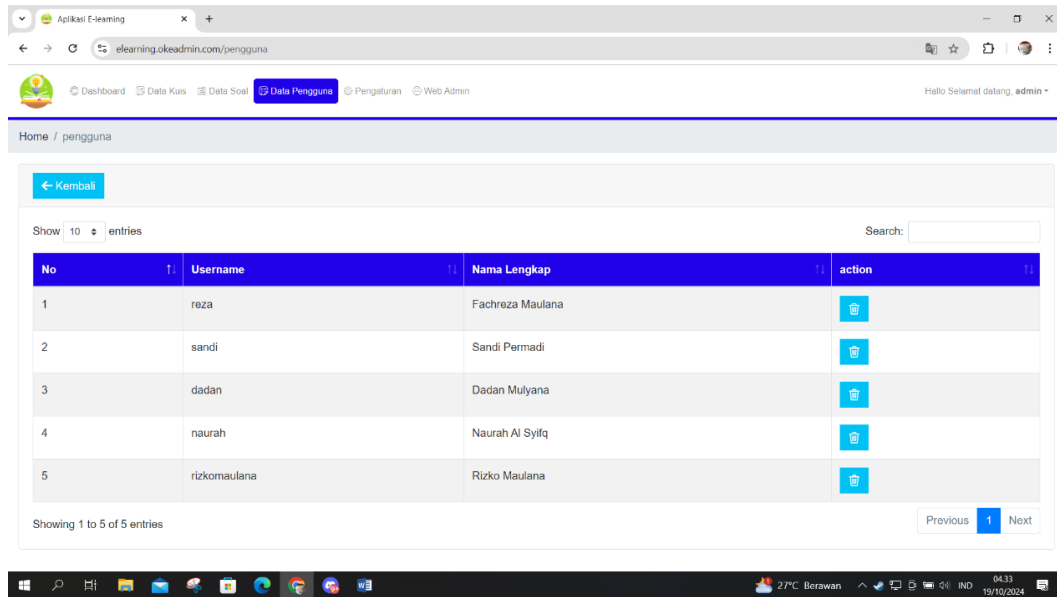 Aplikasi E-learning
elearning.okeadmin.com/pengguna
Dashboard Data Kuis Data Soal Data Pengguna Pengaturan Web Admin Hallo Selamat datang, admin
Home / pengguna
Kembali
Show 10 entries Search:
No Username Nama Lengkap action
1 reza Fachreza Maulana
2 sandi Sandi Permadi
3 dadan Dadan Mulyana
4 naurah Naurah Al Syifq
5 rizkomaulana Rizko Maulana
Showing 1 to 5 of 5 entries Previous 1 Next
27°C Berawan IND 04.33
19/10/2024